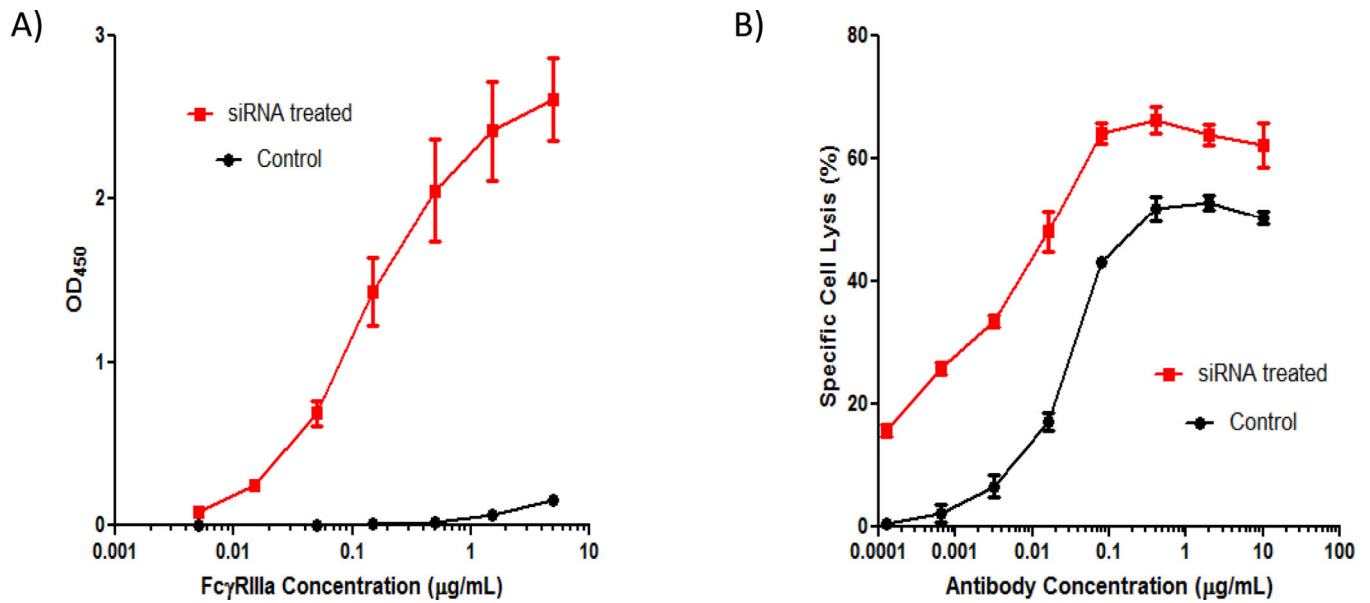 A)
3
2
1
0
OD450
siRNA treated
Control
0.001 0.01 0.1 1 10
FcγRIIIa Concentration (μg/mL)
B)
80
60
40
20
0
Specific Cell Lysis (%)
siRNA treated
Control
0.0001 0.001 0.01 0.1 1 10 100
Antibody Concentration (μg/mL)